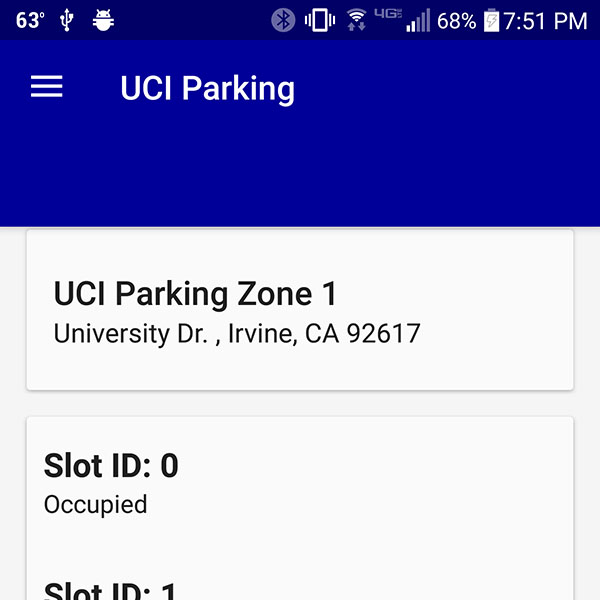 63° 4G 68% 7:51 PM
UCI Parking
UCI Parking Zone 1
University Dr. , Irvine, CA 92617
Slot ID: 0
Occupied
Slot ID: 1